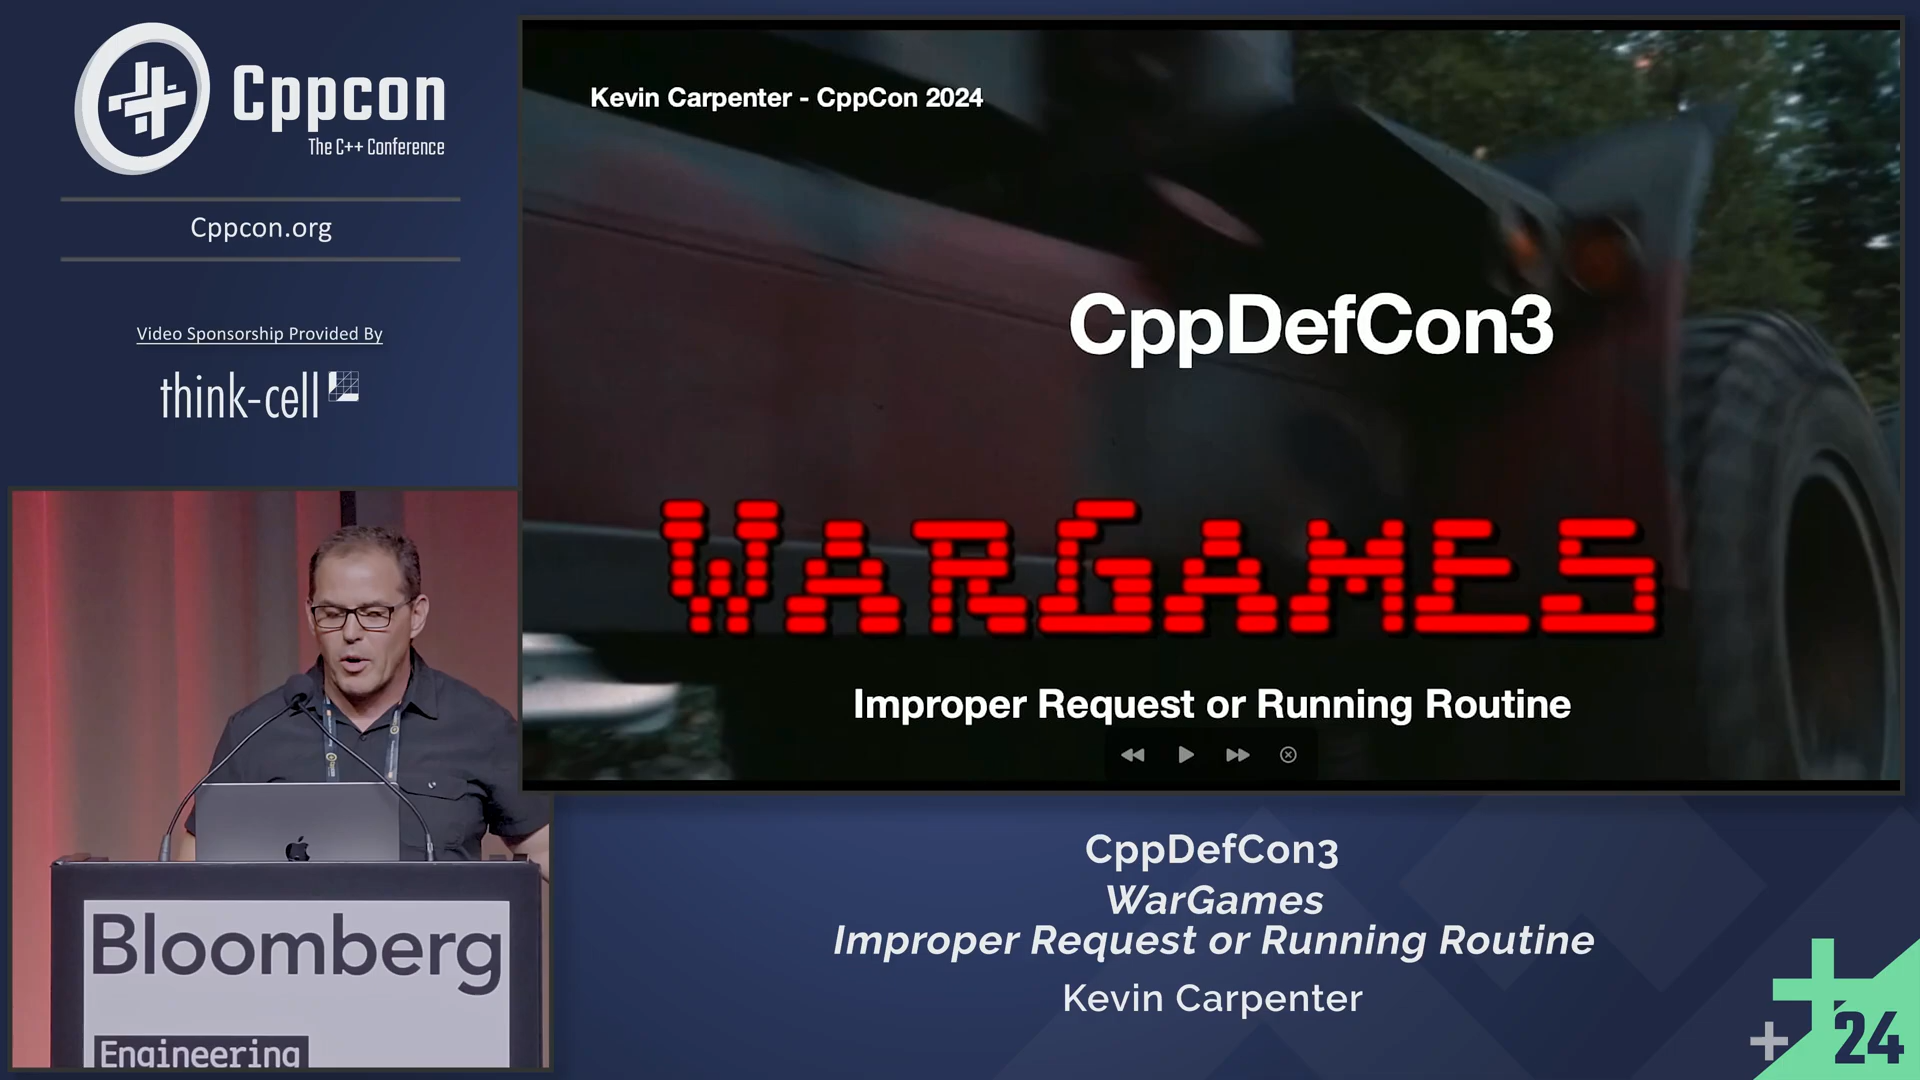 Cppcon
The C++ Conference
Cppcon.org
Video Sponsorship Provided By
think-cell
Kevin Carpenter - CppCon 2024
CppDefCon3
WARGAMES
Improper Request or Running Routine
Bloomberg
Engineering
CppDefCon3
WarGames
Improper Request or Running Routine
Kevin Carpenter
24